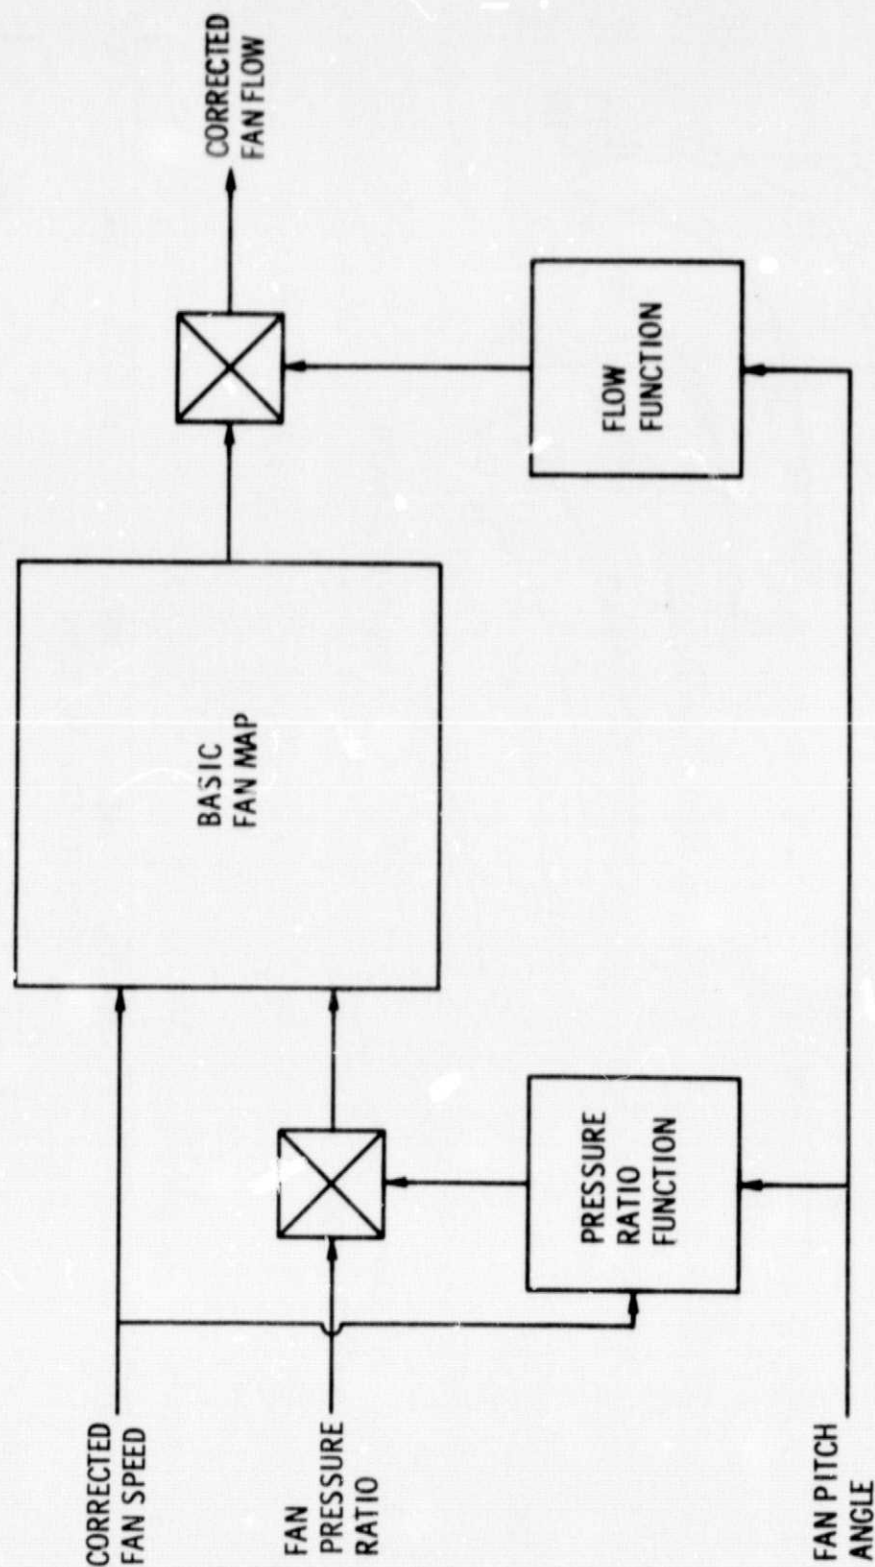 CORRECTED
FAN SPEED
FAN
PRESSURE
RATIO
FAN PITCH
ANGLE
PRESSURE
RATIO
FUNCTION
BASIC
FAN MAP
FLOW
FUNCTION
CORRECTED
FAN FLOW